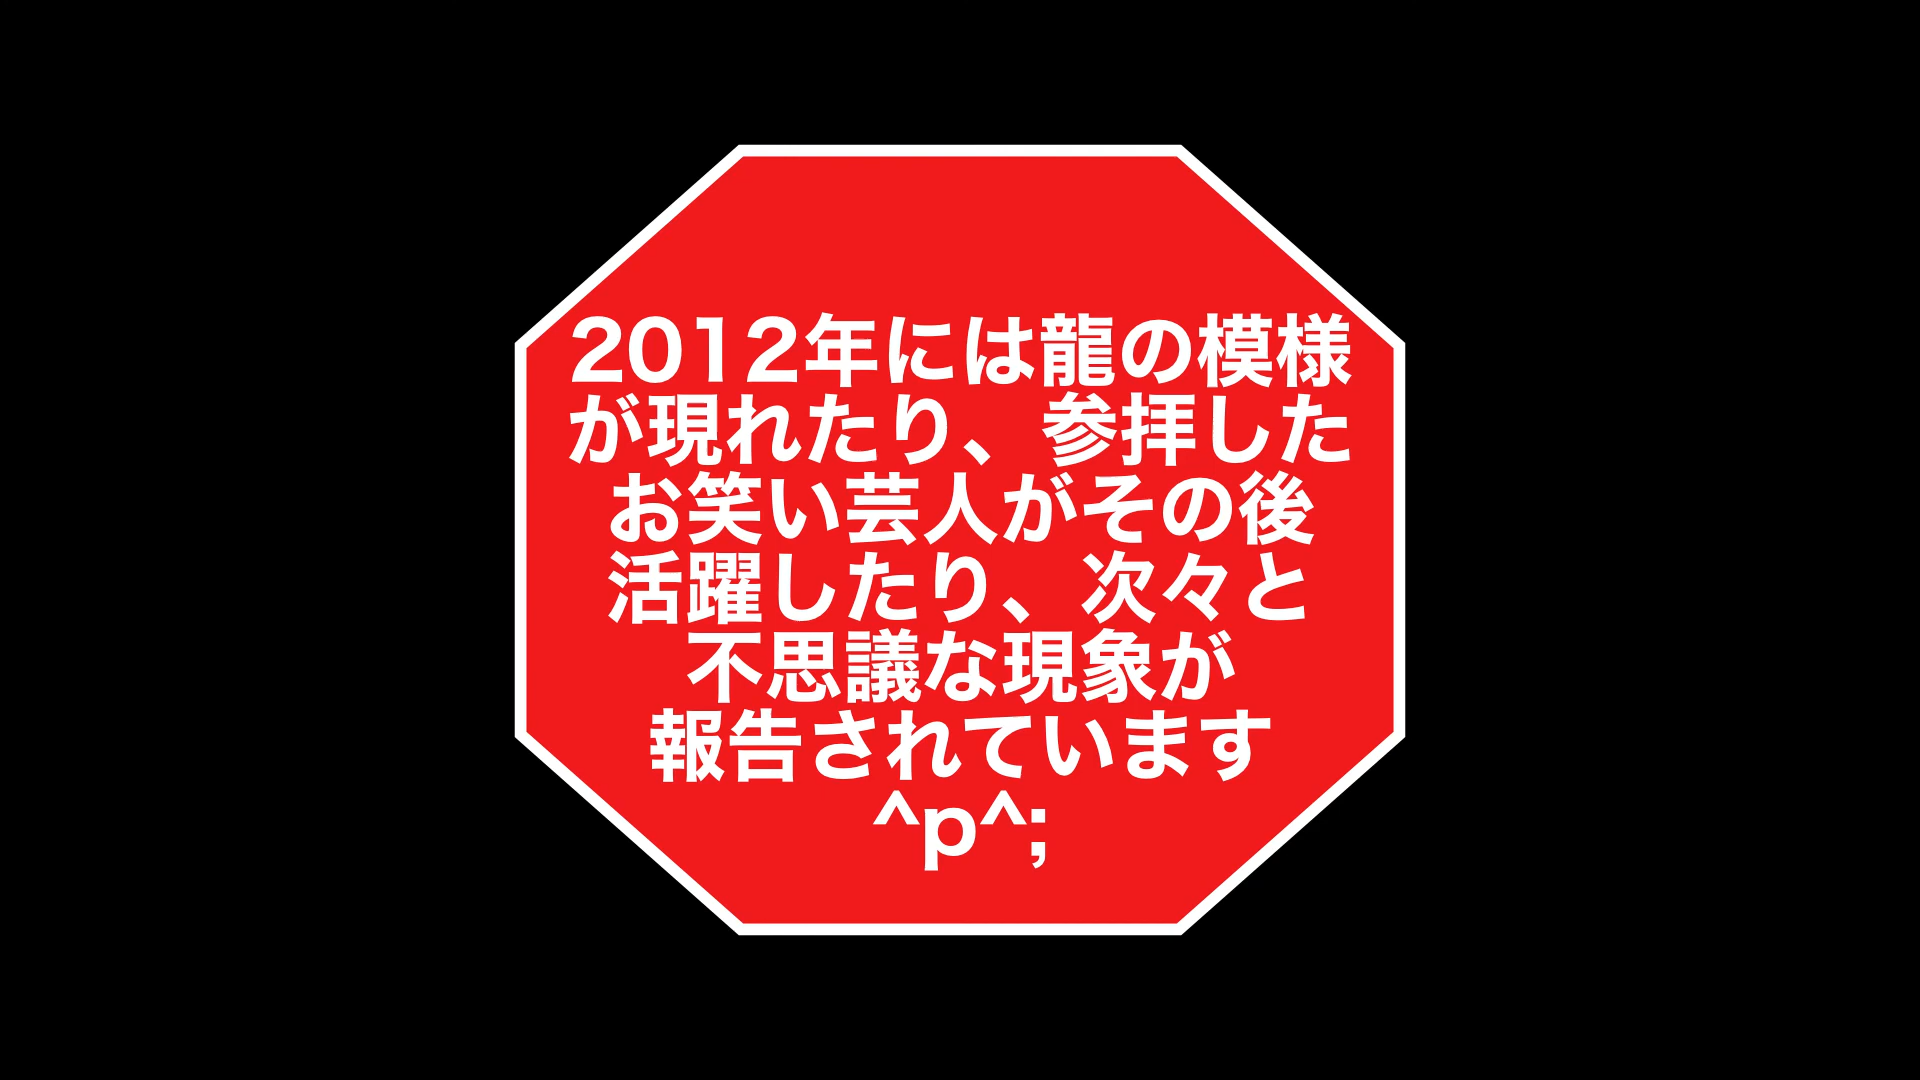 2012年には龍の模様
が現れたり、参拝した
お笑い芸人がその後
活躍したり、次々と
不思議な現象が
報告されています
^p^;